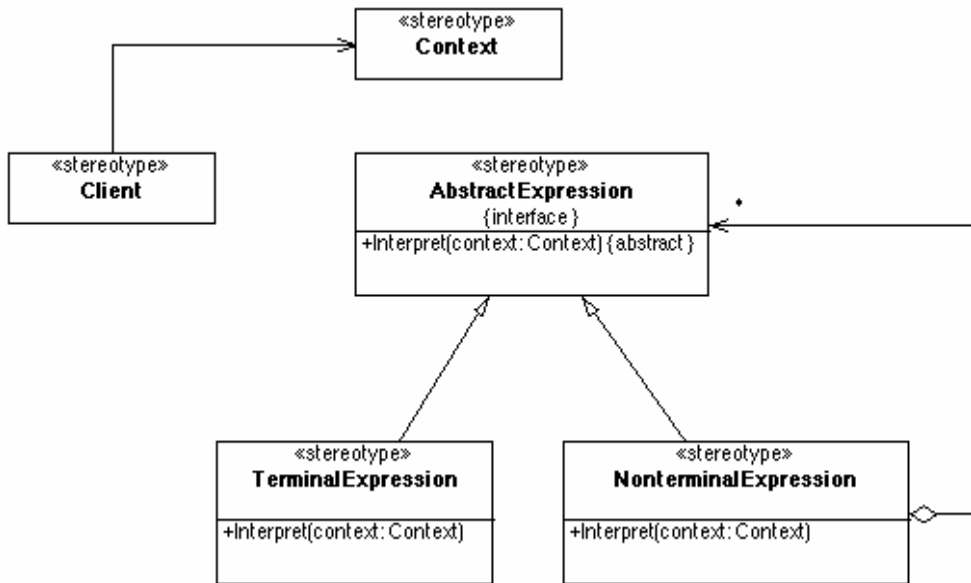 «stereotype»
Context
«stereotype»
Client
«stereotype»
AbstractExpression
{interface}
+Interpret(context: Context) {abstract}
*
«stereotype»
TerminalExpression
+Interpret(context: Context)
«stereotype»
NonterminalExpression
+Interpret(context: Context)